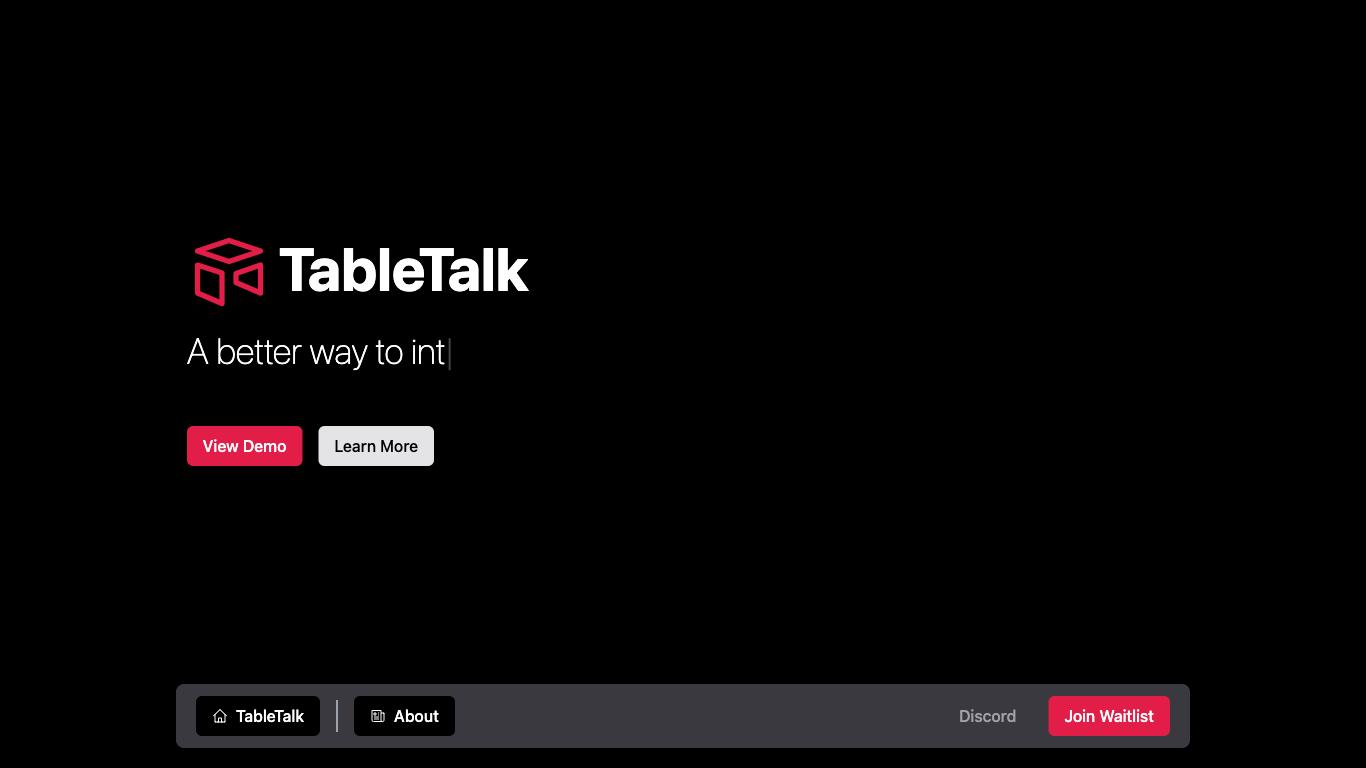 TableTalk
A better way to int
View Demo
Learn More
TableTalk
About
Discord
Join Waitlist